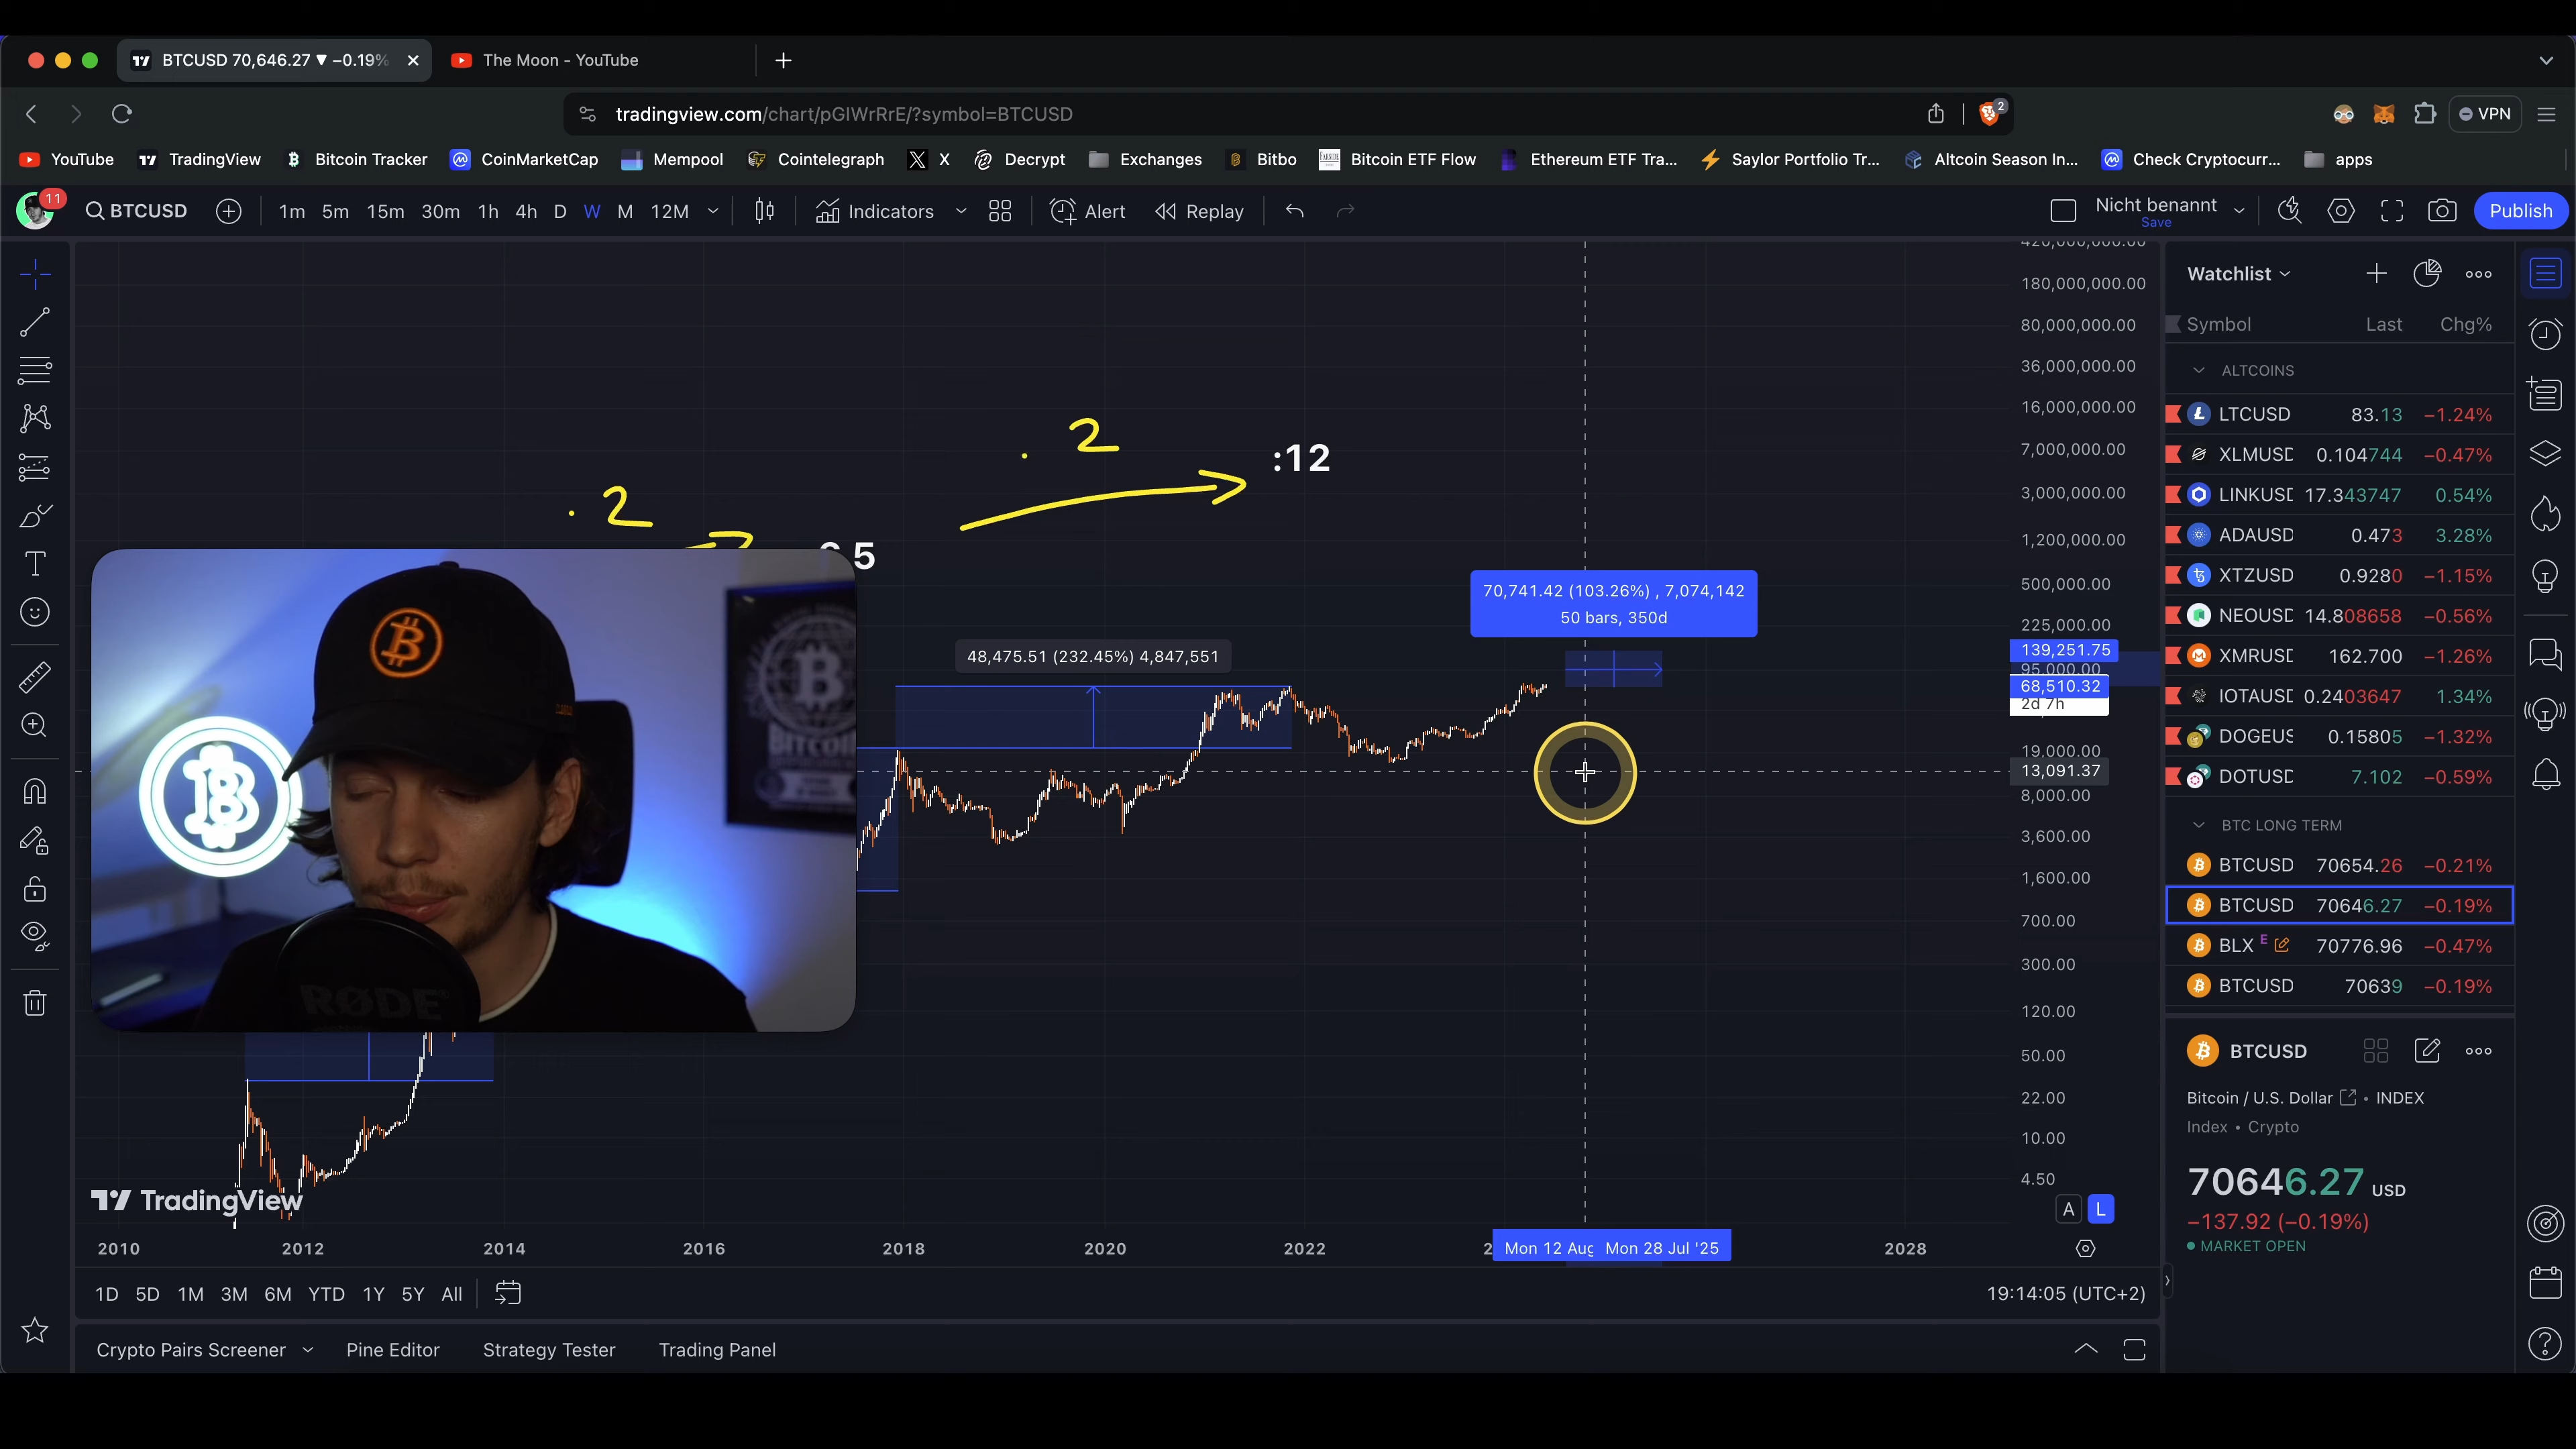 BTCUSD 70,646.27 ▼ −0.19%
The Moon - YouTube
tradingview.com/chart/pGIWrRrE/?symbol=BTCUSD
2
VPN
YouTube TradingView Bitcoin Tracker CoinMarketCap Mempool Cointelegraph X Decrypt Exchanges Bitbo Bitcoin ETF Flow Ethereum ETF Tra... Saylor Portfolio Tr... Altcoin Season In... Check Cryptocurr... apps
11
BTCUSD 1m 5m 15m 30m 1h 4h D W M 12M Indicators Alert Replay
Nicht benannt
Save
Publish
. 2
:12
. 2
5
70,741.42 (103.26%) , 7,074,142
50 bars, 350d
48,475.51 (232.45%) 4,847,551
420,000,000.00
180,000,000.00
80,000,000.00
36,000,000.00
16,000,000.00
7,000,000.00
3,000,000.00
1,200,000.00
500,000.00
225,000.00
139,251.75
95,000.00
68,510.32
2d 7h
19,000.00
13,091.37
8,000.00
3,600.00
1,600.00
700.00
300.00
120.00
50.00
22.00
10.00
4.50
A L
RØDE
TradingView
2010 2012 2014 2016 2018 2020 2022 Mon 12 Aug Mon 28 Jul '25 2028
1D 5D 1M 3M 6M YTD 1Y 5Y All
19:14:05 (UTC+2)
Crypto Pairs Screener Pine Editor Strategy Tester Trading Panel
Watchlist
Symbol Last Chg%
ALTCOINS
LTCUSD 83.13 −1.24%
XLMUSD 0.104744 −0.47%
LINKUSD 17.343747 0.54%
ADAUSD 0.473 3.28%
XTZUSD 0.9280 −1.15%
NEOUSD 14.808658 −0.56%
XMRUSD 162.700 −1.26%
IOTAUSD 0.2403647 1.34%
DOGEUS 0.15805 −1.32%
DOTUSD 7.102 −0.59%
BTC LONG TERM
BTCUSD 70654.26 −0.21%
BTCUSD 70646.27 −0.19%
BLX E 70776.96 −0.47%
BTCUSD 70639 −0.19%
BTCUSD
Bitcoin / U.S. Dollar • INDEX
Index • Crypto
70646.27 USD
−137.92 (−0.19%)
MARKET OPEN